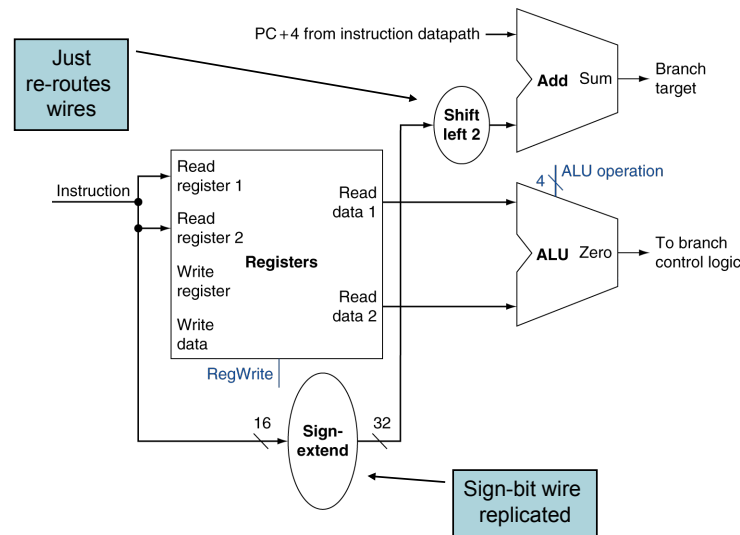 Just
re-routes
wires
PC+4 from instruction datapath
Add Sum
Branch
target
Shift
left 2
Instruction
Read
register 1
Read
register 2
Write
register
Write
data
Registers
Read
data 1
Read
data 2
RegWrite
4
ALU operation
ALU Zero
To branch
control logic
16
Sign-
extend
32
Sign-bit wire
replicated